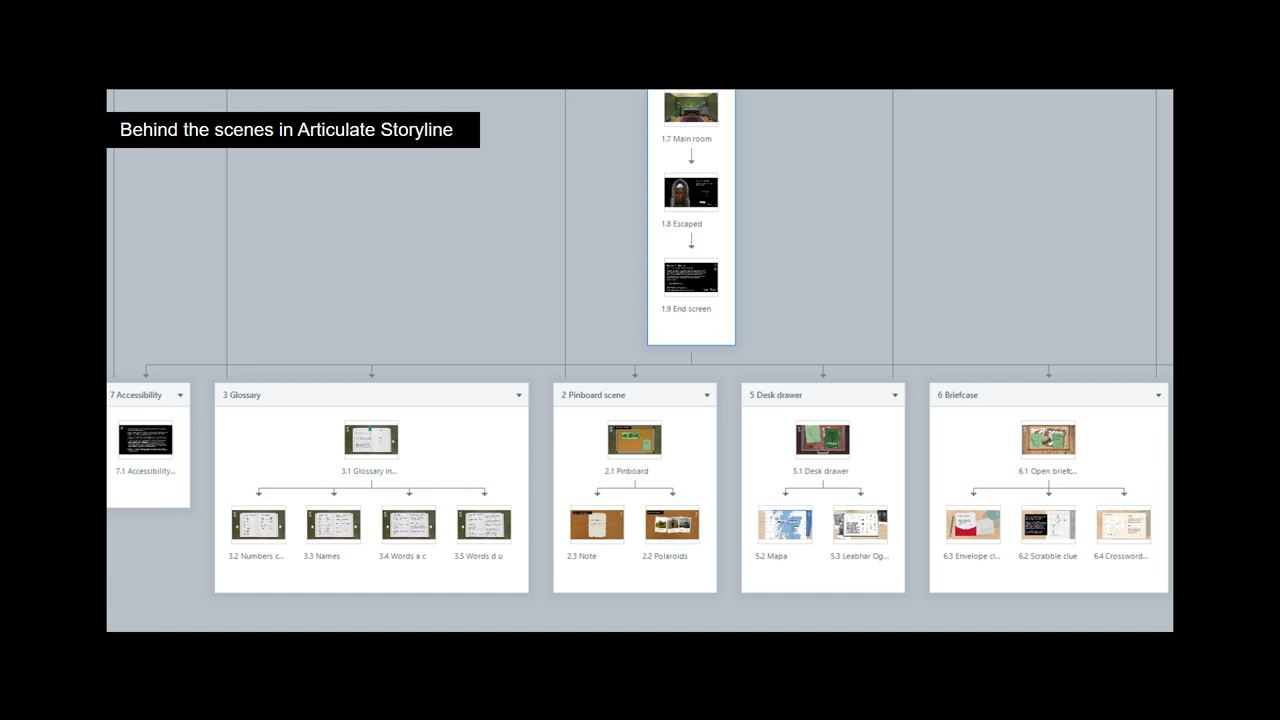 Behind the scenes in Articulate Storyline
1.7 Main room
1.8 Escaped
1.9 End screen
7 Accessibility
3 Glossary
2 Pinboard scene
5 Desk drawer
6 Briefcase
7.1 Accessibility...
3.1 Glossary in...
2.1 Pinboard
5.1 Desk drawer
6.1 Open briefc...
3.2 Numbers c...
3.3 Names
3.4 Words a c
3.5 Words d u
2.3 Note
2.2 Polaroids
5.2 Mapa
5.3 Leabhar Og...
6.3 Envelope cl...
6.2 Scrabble clue
6.4 Crossword...